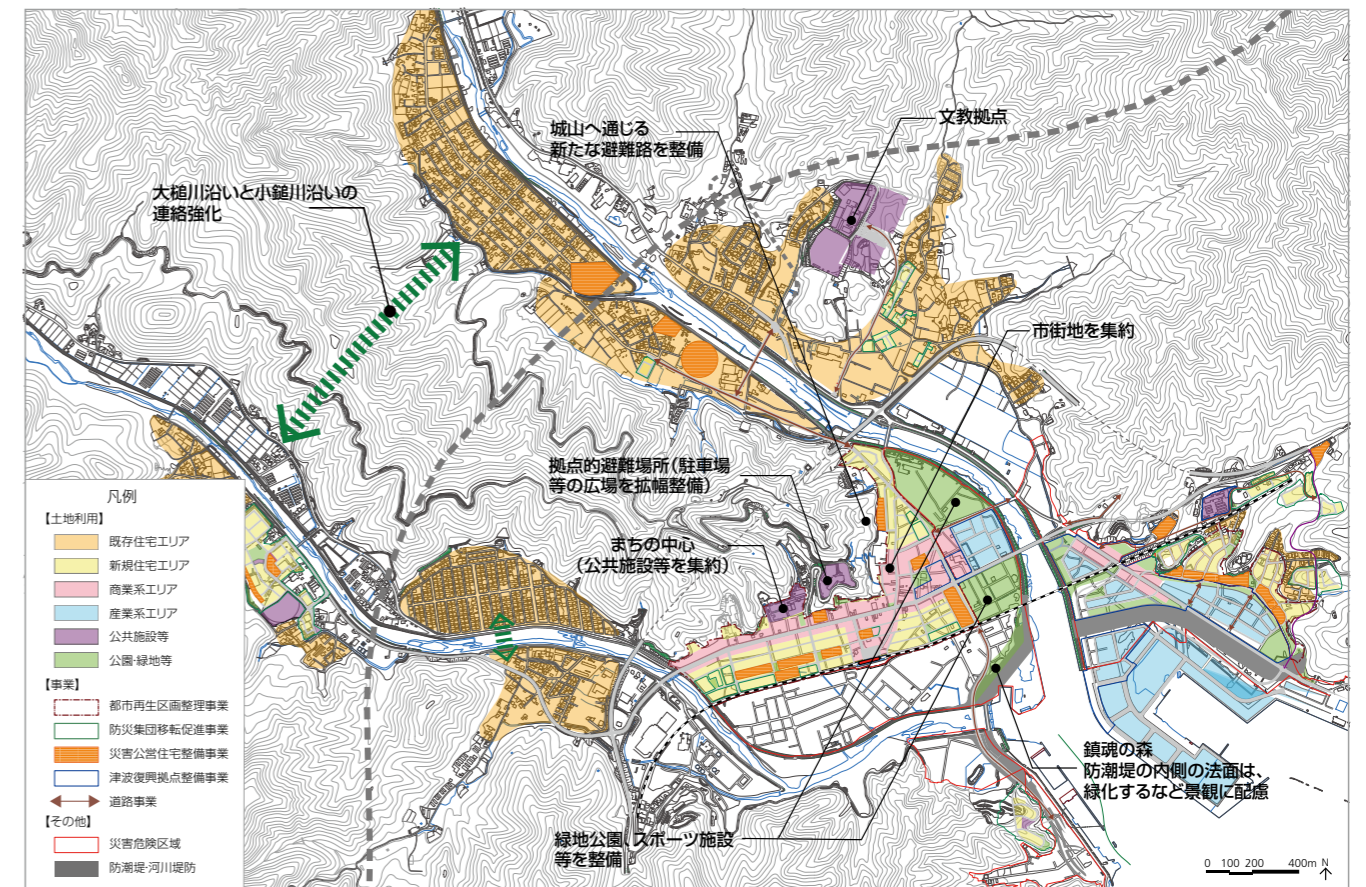 城山へ通じる
新たな避難路を整備
文教拠点
大槌川沿いと小鎚川沿いの
連絡強化
市街地を集約
拠点的避難場所(駐車場
等の広場を拡幅整備)
まちの中心
(公共施設等を集約)
鎮魂の森
防潮堤の内側の法面は、
緑化するなど景観に配慮
緑地公園、スポーツ施設
等を整備
凡例
【土地利用】
既存住宅エリア
新規住宅エリア
商業系エリア
産業系エリア
公共施設等
公園・緑地等
【事業】
都市再生区画整理事業
防災集団移転促進事業
災害公営住宅整備事業
津波復興拠点整備事業
道路事業
【その他】
災害危険区域
防潮堤・河川堤防
0 100 200 400m N